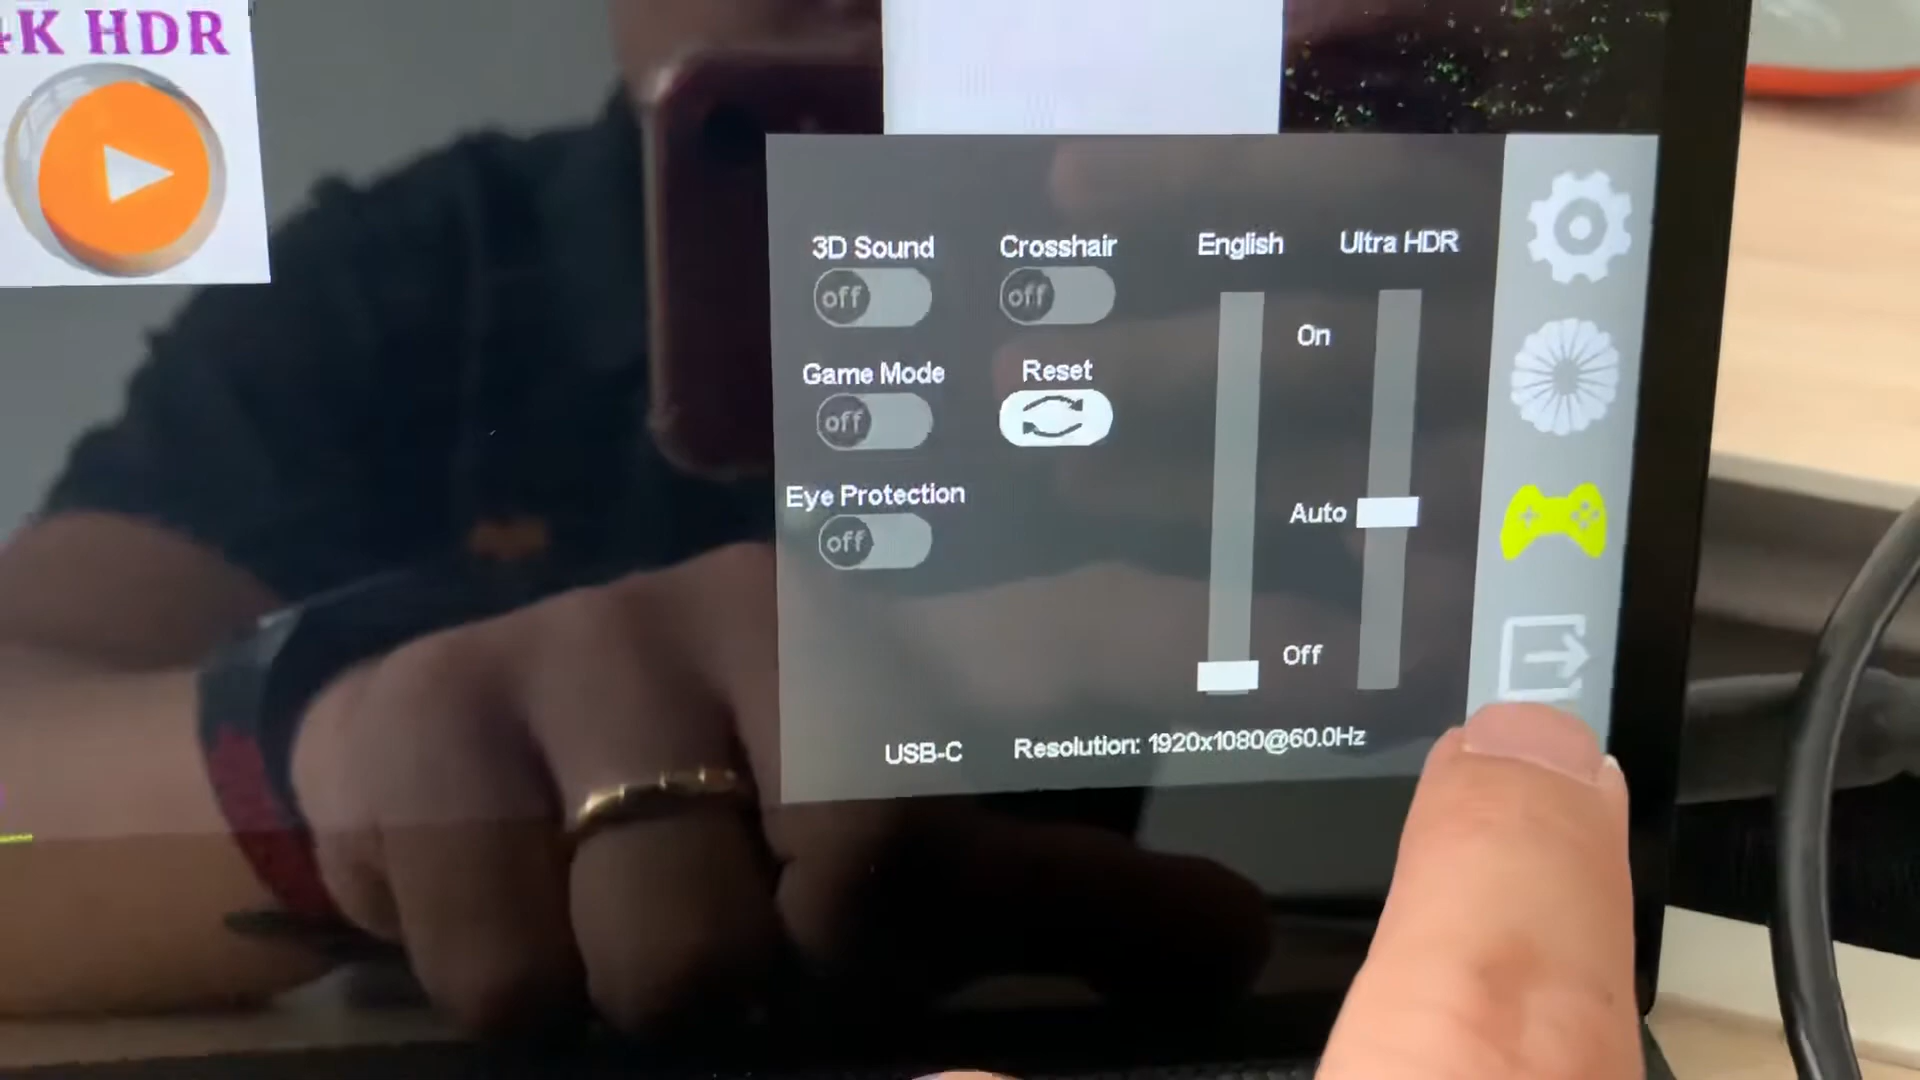 4K HDR
3D Sound
off
Crosshair
off
English
Ultra HDR
On
Game Mode
off
Reset
Eye Protection
off
Auto
Off
USB-C
Resolution: 1920x1080@60.0Hz